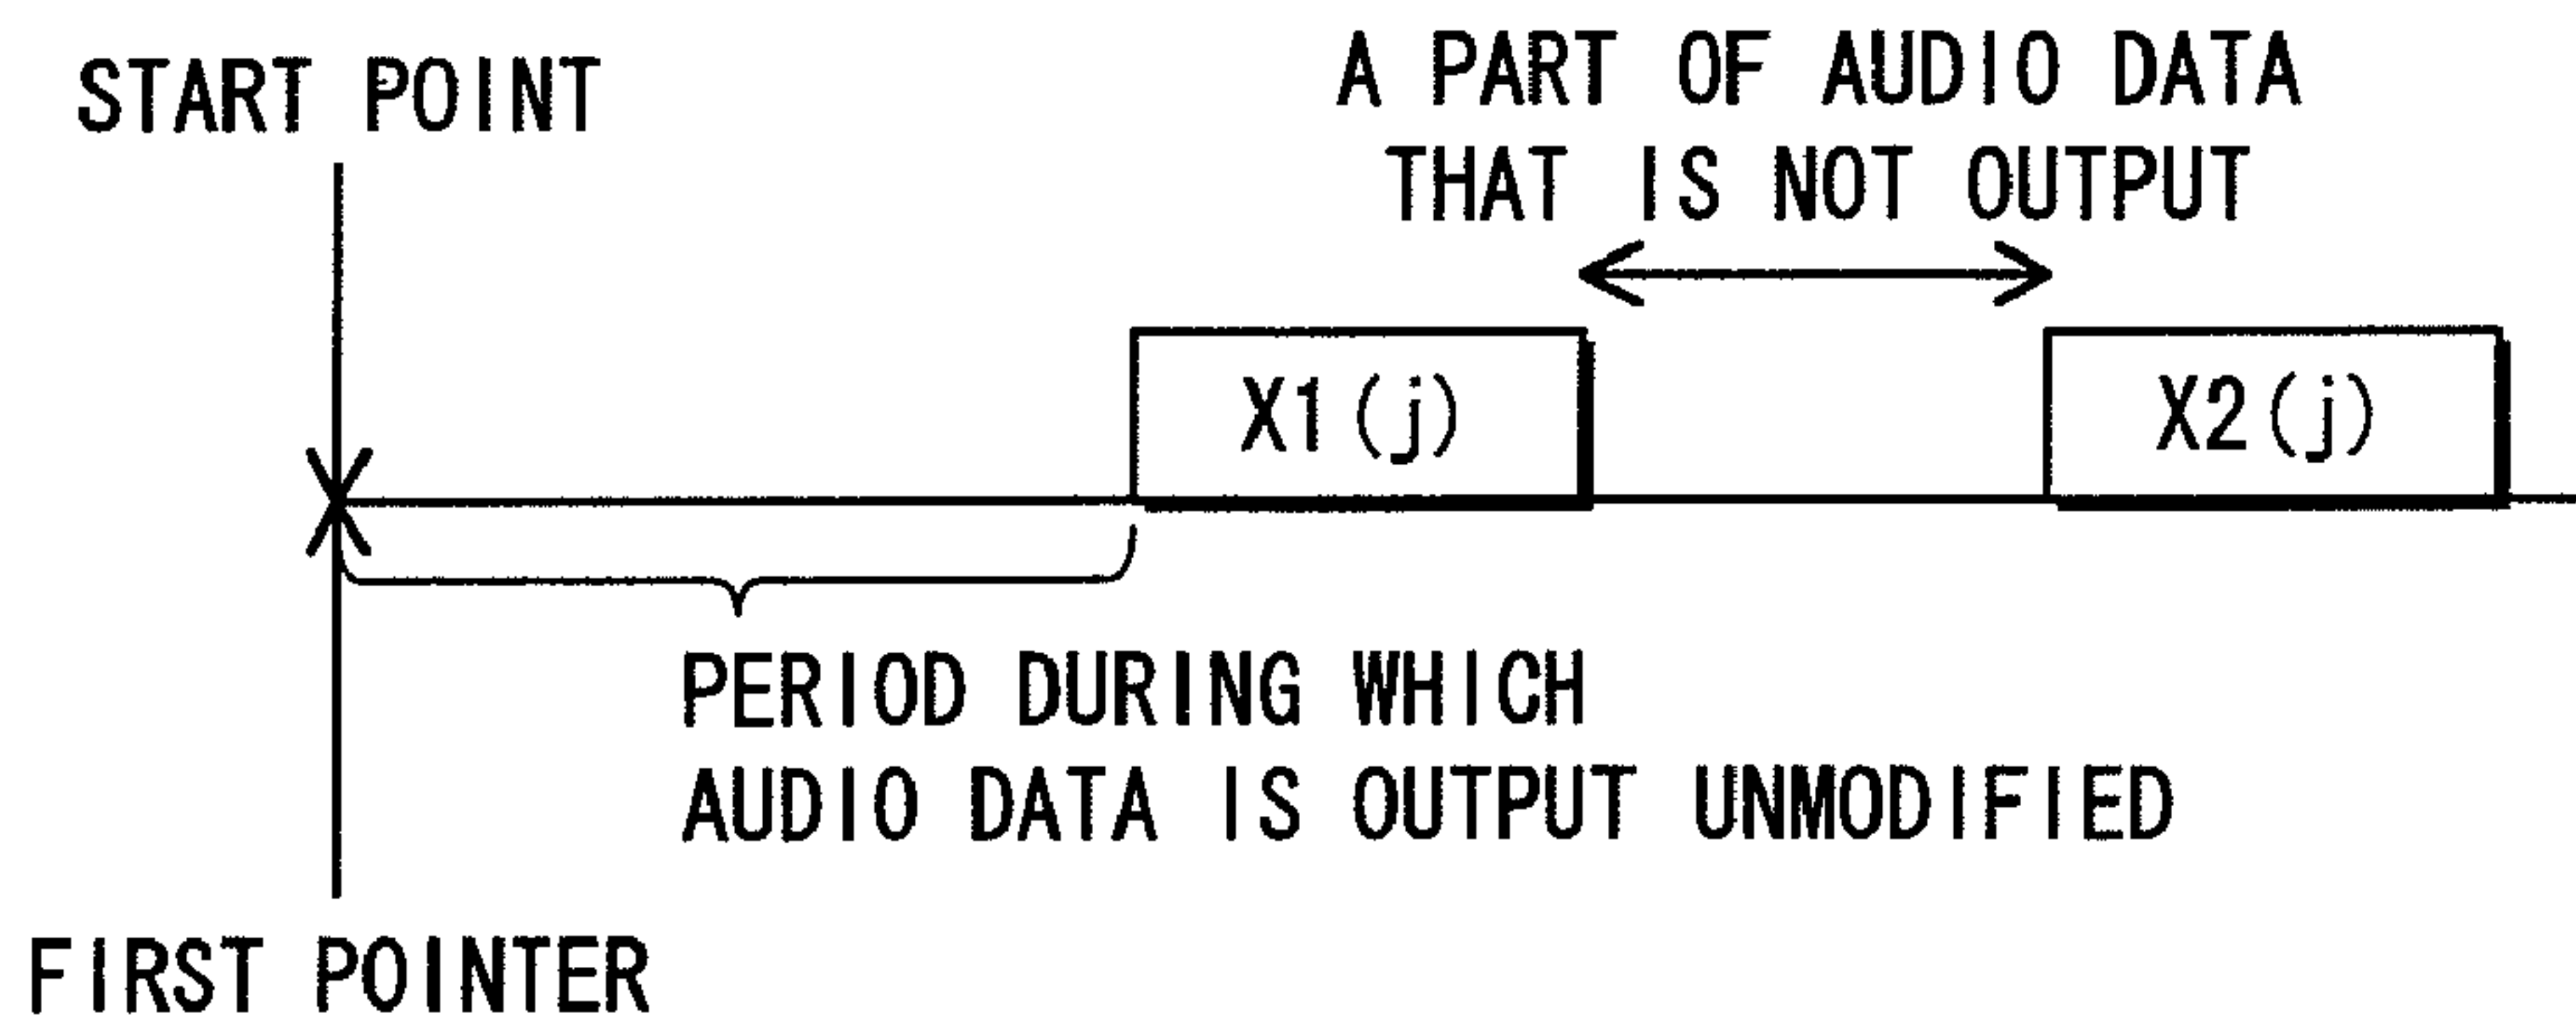 START POINT
A PART OF AUDIO DATA
THAT IS NOT OUTPUT
X1(j)
X2(j)
PERIOD DURING WHICH
AUDIO DATA IS OUTPUT UNMODIFIED
FIRST POINTER